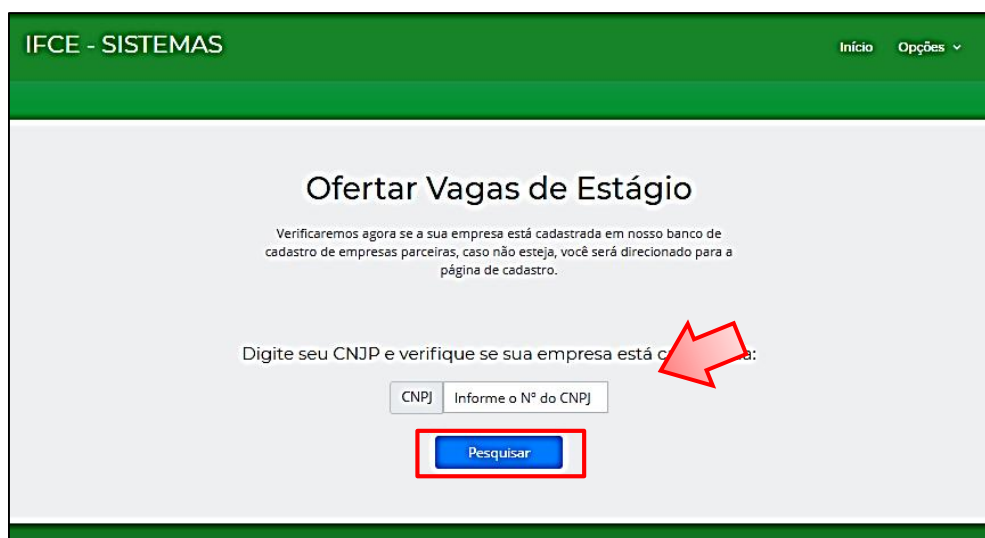 IFCE - SISTEMAS
Início Opções
Ofertar Vagas de Estágio
Verificaremos agora se a sua empresa está cadastrada em nosso banco de
cadastro de empresas parceiras, caso não esteja, você será direcionado para a
página de cadastro.
Digite seu CNJP e verifique se sua empresa está
CNPJ Informe o Nº do CNPJ
Pesquisar